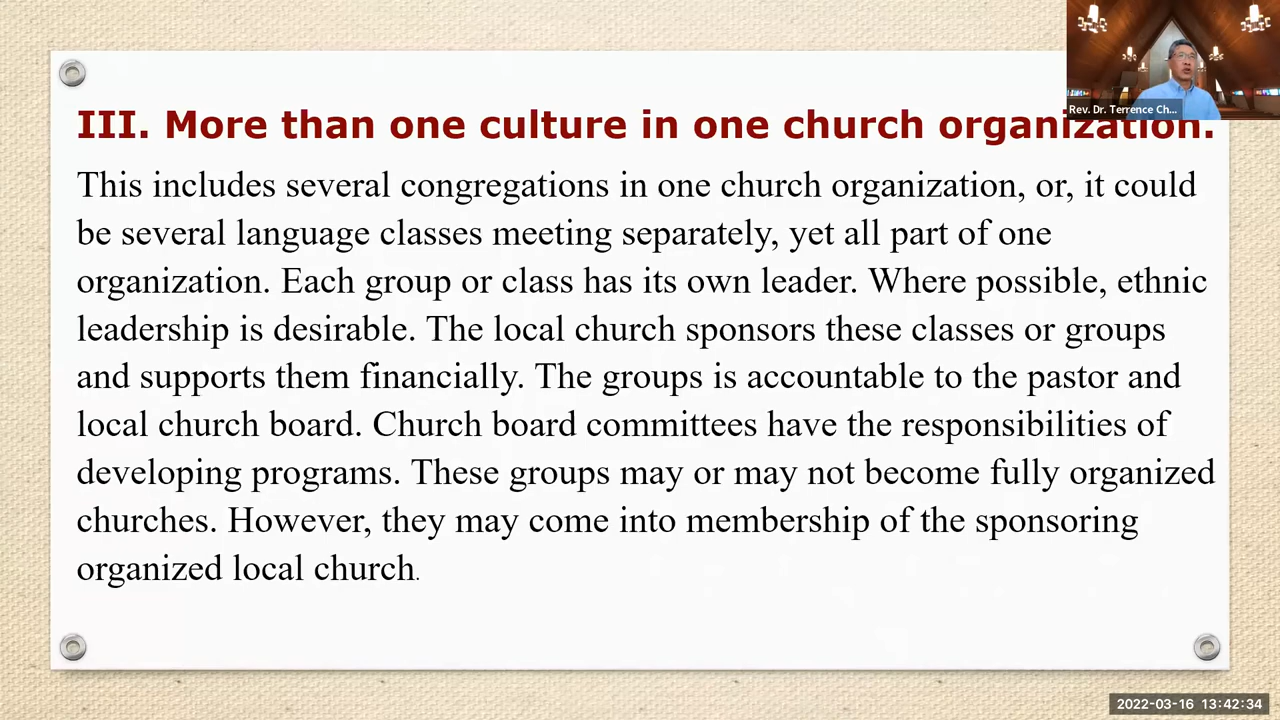 Rev. Dr. Terrence Ch...
III. More than one culture in one church organization.
This includes several congregations in one church organization, or, it could
be several language classes meeting separately, yet all part of one
organization. Each group or class has its own leader. Where possible, ethnic
leadership is desirable. The local church sponsors these classes or groups
and supports them financially. The groups is accountable to the pastor and
local church board. Church board committees have the responsibilities of
developing programs. These groups may or may not become fully organized
churches. However, they may come into membership of the sponsoring
organized local church.
2022-03-16 13:42:34